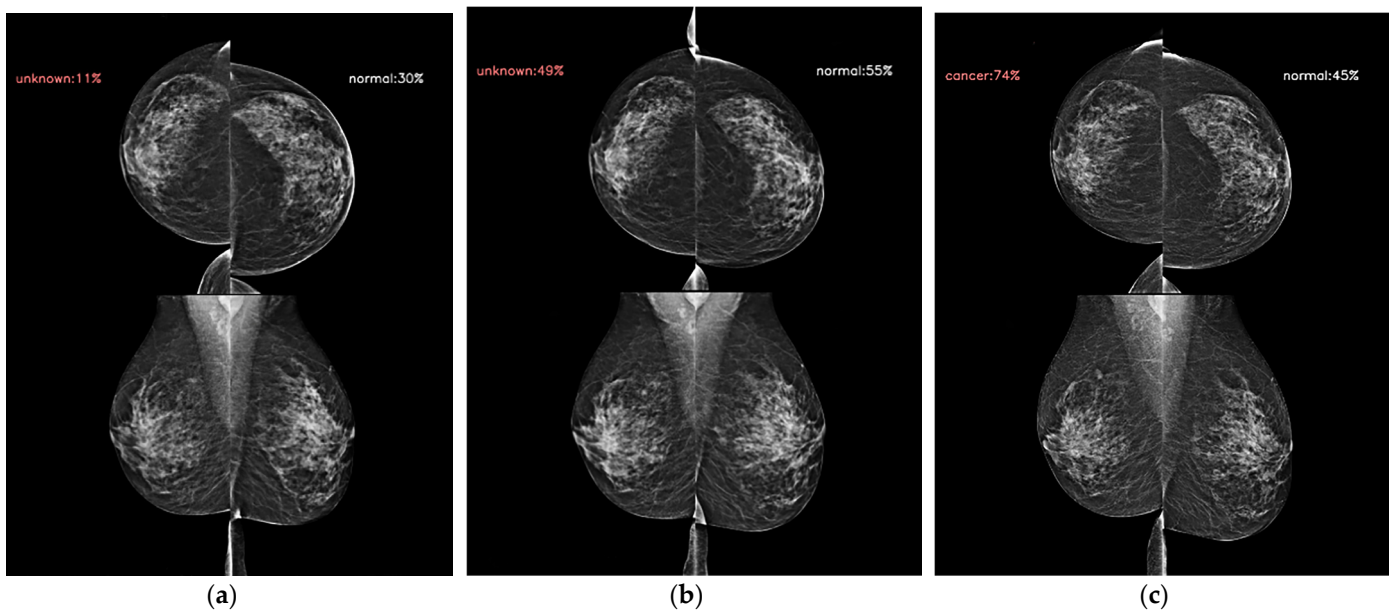 unknown:11%
normal:30%
unknown:49%
normal:55%
cancer:74%
normal:45%
(a)
(b)
(c)